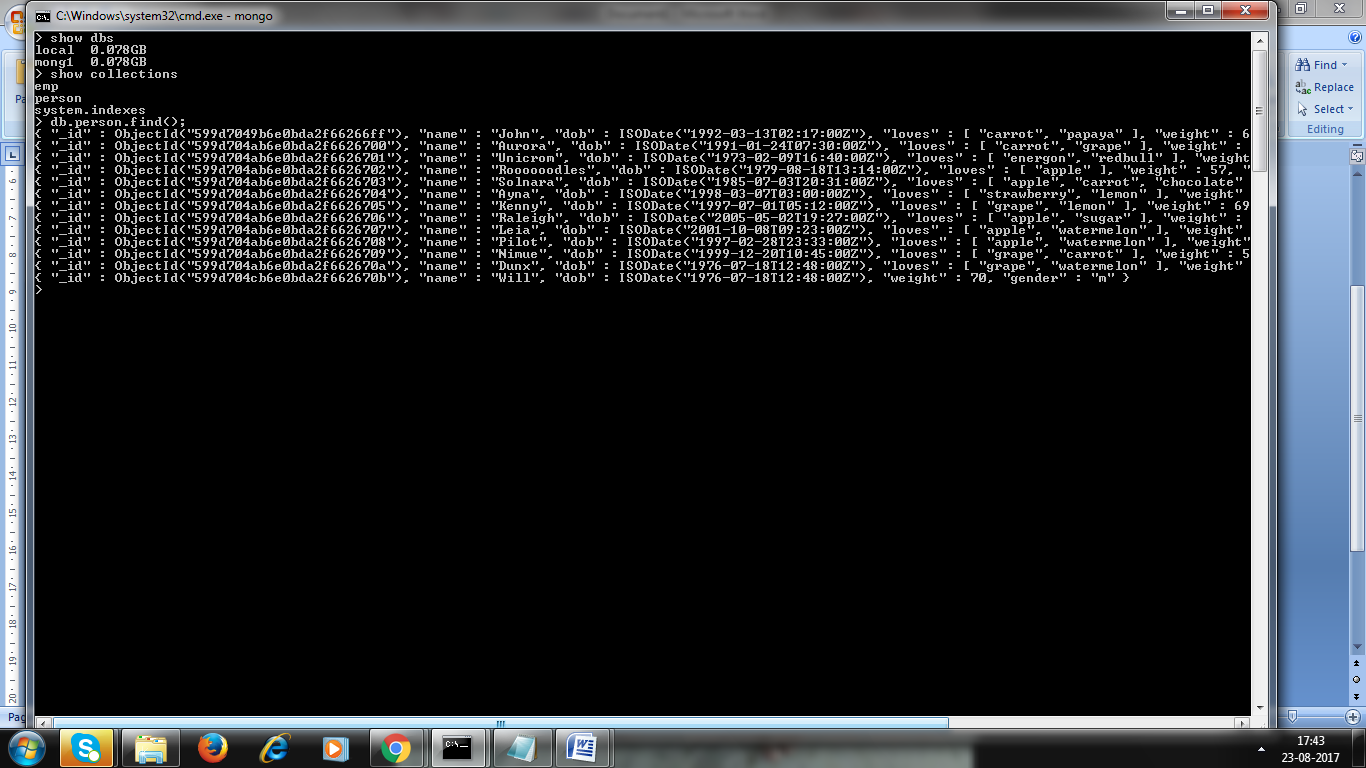 C:\Windows\system32\cmd.exe - mongo
> show dbs
local 0.078GB
mong1 0.078GB
> show collections
emp
person
system.indexes
> db.person.find();
{ "_id" : ObjectId("599d7049b6e0bda2f66266ff"), "name" : "John", "dob" : ISODate("1992-03-13T02:17:00Z"), "loves" : [ "carrot", "papaya" ], "weight" : 6
{ "_id" : ObjectId("599d704ab6e0bda2f6626700"), "name" : "Aurora", "dob" : ISODate("1991-01-24T07:30:00Z"), "loves" : [ "carrot", "grape" ], "weight" :
{ "_id" : ObjectId("599d704ab6e0bda2f6626701"), "name" : "Unicrom", "dob" : ISODate("1973-02-09T16:40:00Z"), "loves" : [ "energon", "redbull" ], "weight
{ "_id" : ObjectId("599d704ab6e0bda2f6626702"), "name" : "Roooooodles", "dob" : ISODate("1979-08-18T13:14:00Z"), "loves" : [ "apple" ], "weight" : 57,
{ "_id" : ObjectId("599d704ab6e0bda2f6626703"), "name" : "Solnara", "dob" : ISODate("1985-07-03T20:31:00Z"), "loves" : [ "apple", "carrot", "chocolate"
{ "_id" : ObjectId("599d704ab6e0bda2f6626704"), "name" : "Ayna", "dob" : ISODate("1998-03-07T03:00:00Z"), "loves" : [ "strawberry", "lemon" ], "weight"
{ "_id" : ObjectId("599d704ab6e0bda2f6626705"), "name" : "Kenny", "dob" : ISODate("1997-07-01T05:12:00Z"), "loves" : [ "grape", "lemon" ], "weight" : 69
{ "_id" : ObjectId("599d704ab6e0bda2f6626706"), "name" : "Raleigh", "dob" : ISODate("2005-05-02T19:27:00Z"), "loves" : [ "apple", "sugar" ], "weight" :
{ "_id" : ObjectId("599d704ab6e0bda2f6626707"), "name" : "Leia", "dob" : ISODate("2001-10-08T09:23:00Z"), "loves" : [ "apple", "watermelon" ], "weight"
{ "_id" : ObjectId("599d704ab6e0bda2f6626708"), "name" : "Pilot", "dob" : ISODate("1997-02-28T23:33:00Z"), "loves" : [ "apple", "watermelon" ], "weight"
{ "_id" : ObjectId("599d704ab6e0bda2f6626709"), "name" : "Nimue", "dob" : ISODate("1999-12-20T10:45:00Z"), "loves" : [ "grape", "carrot" ], "weight" : 5
{ "_id" : ObjectId("599d704ab6e0bda2f662670a"), "name" : "Dunx", "dob" : ISODate("1976-07-18T12:48:00Z"), "loves" : [ "grape", "watermelon" ], "weight"
{ "_id" : ObjectId("599d704cb6e0bda2f662670b"), "name" : "Will", "dob" : ISODate("1976-07-18T12:48:00Z"), "weight" : 70, "gender" : "m" }
>
Find
Replace
Select
Editing
17:43
23-08-2017